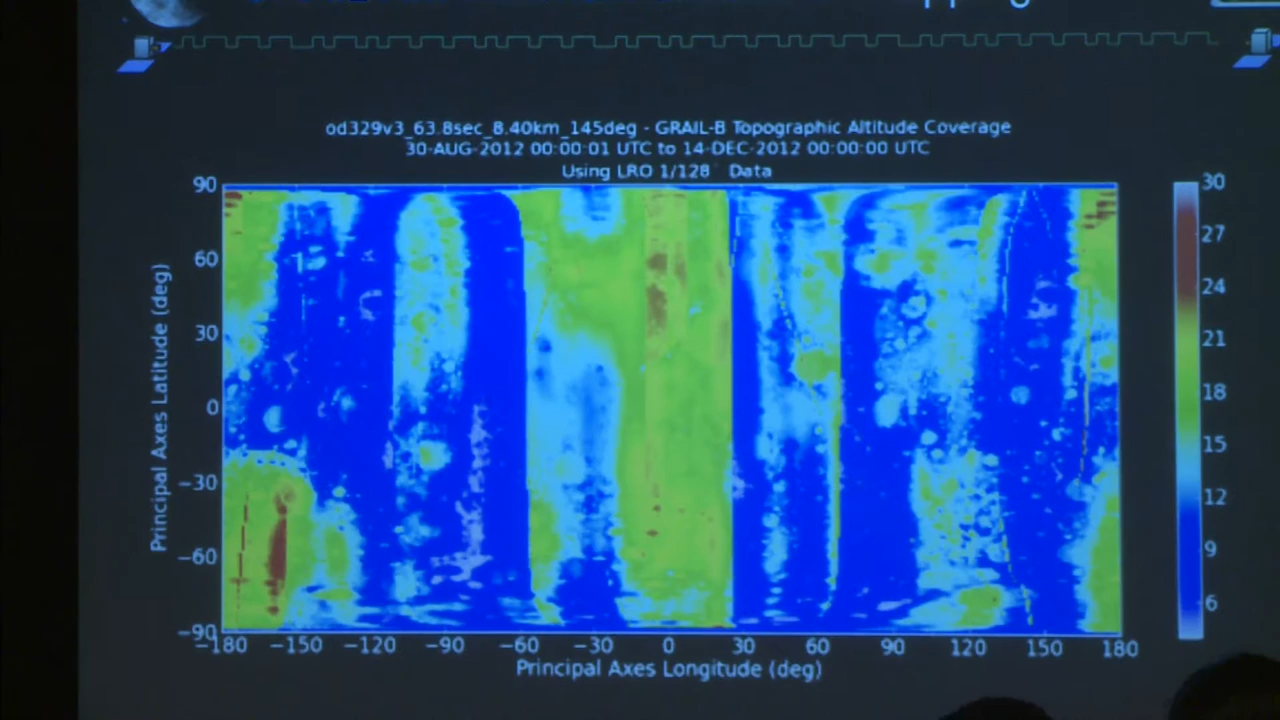 od329v3_63.8sec_8.40km_145deg - GRAIL-B Topographic Altitude Coverage
30-AUG-2012 00:00:01 UTC to 14-DEC-2012 00:00:00 UTC
Using LRO 1/128° Data
90
60
30
0
−30
−60
−90
Principal Axes Latitude (deg)
30
27
24
21
18
15
12
9
6
−180 −150 −120 −90 −60 −30 0 30 60 90 120 150 180
Principal Axes Longitude (deg)